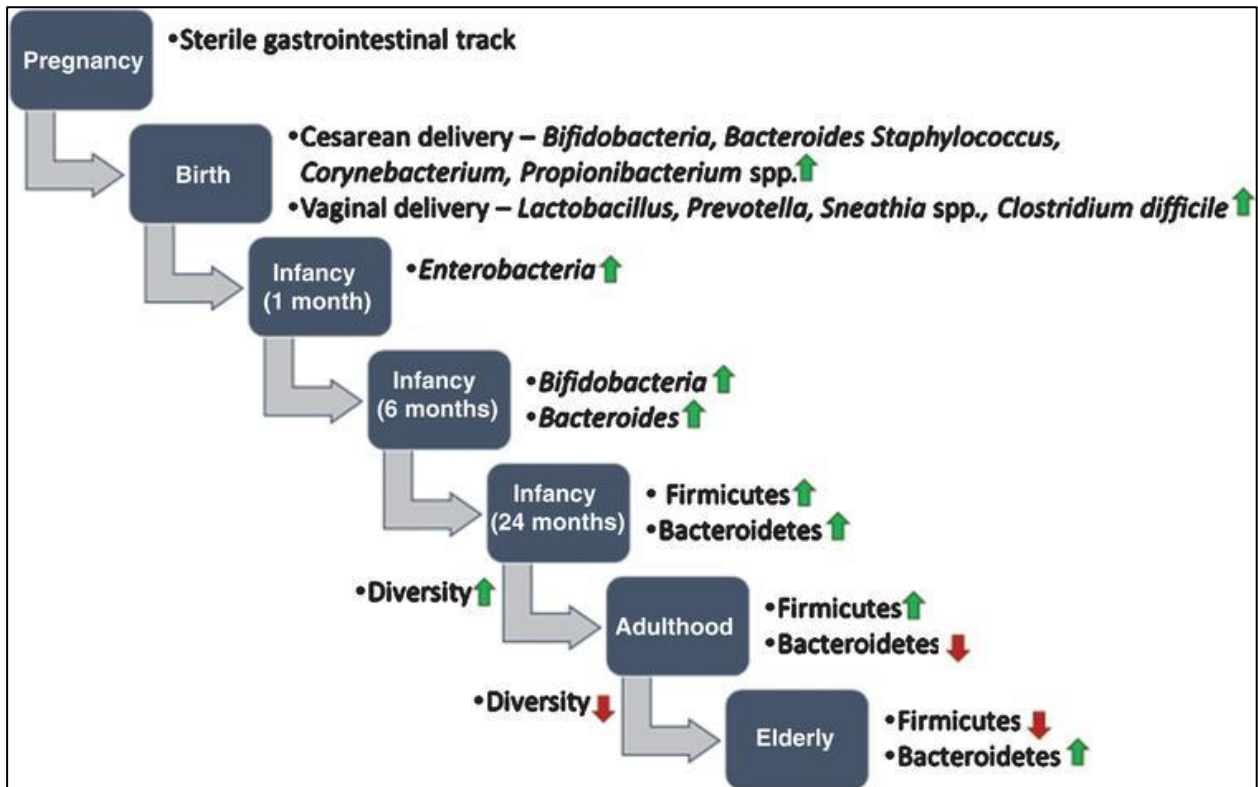 Pregnancy
•Sterile gastrointestinal track
Birth
•Cesarean delivery – Bifidobacteria, Bacteroides Staphylococcus,
Corynebacterium, Propionibacterium spp.
•Vaginal delivery – Lactobacillus, Prevotella, Sneathia spp., Clostridium difficile
Infancy
(1 month)
•Enterobacteria
Infancy
(6 months)
•Bifidobacteria
•Bacteroides
Infancy
(24 months)
• Firmicutes
•Bacteroidetes
•Diversity
Adulthood
•Firmicutes
•Bacteroidetes
•Diversity
Elderly
•Firmicutes
•Bacteroidetes